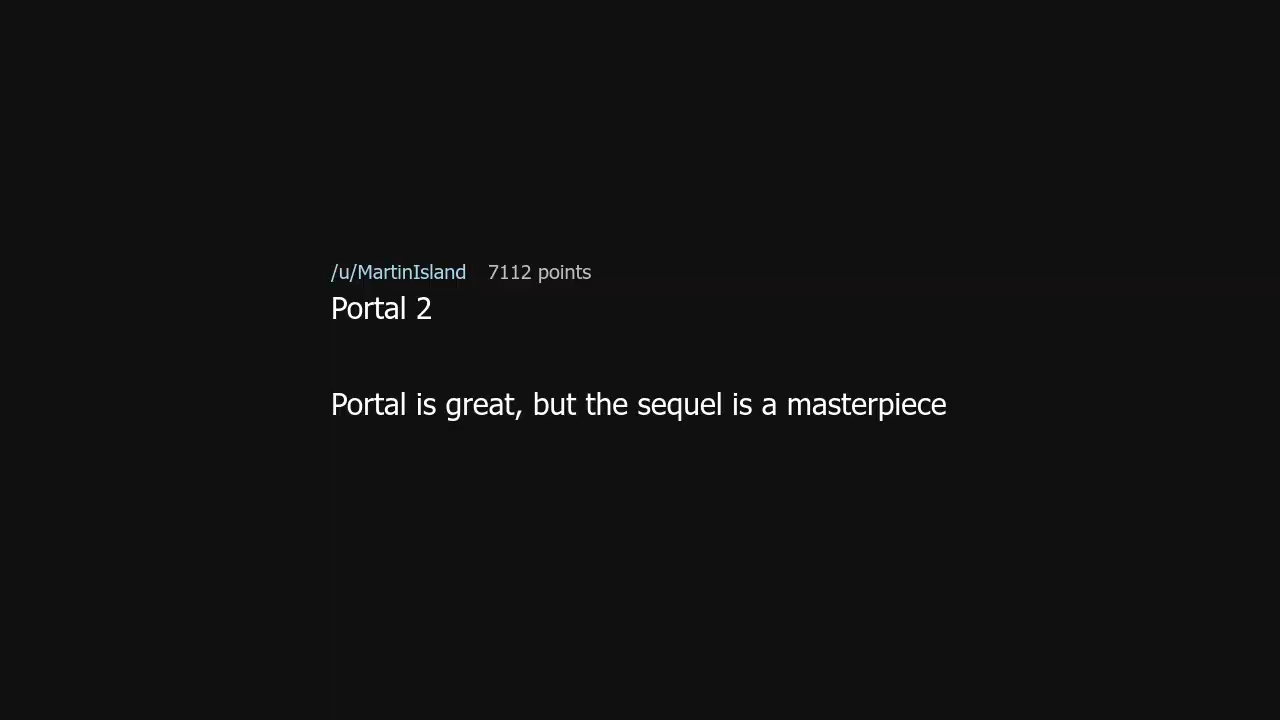 /u/MartinIsland 7112 points
Portal 2
Portal is great, but the sequel is a masterpiece